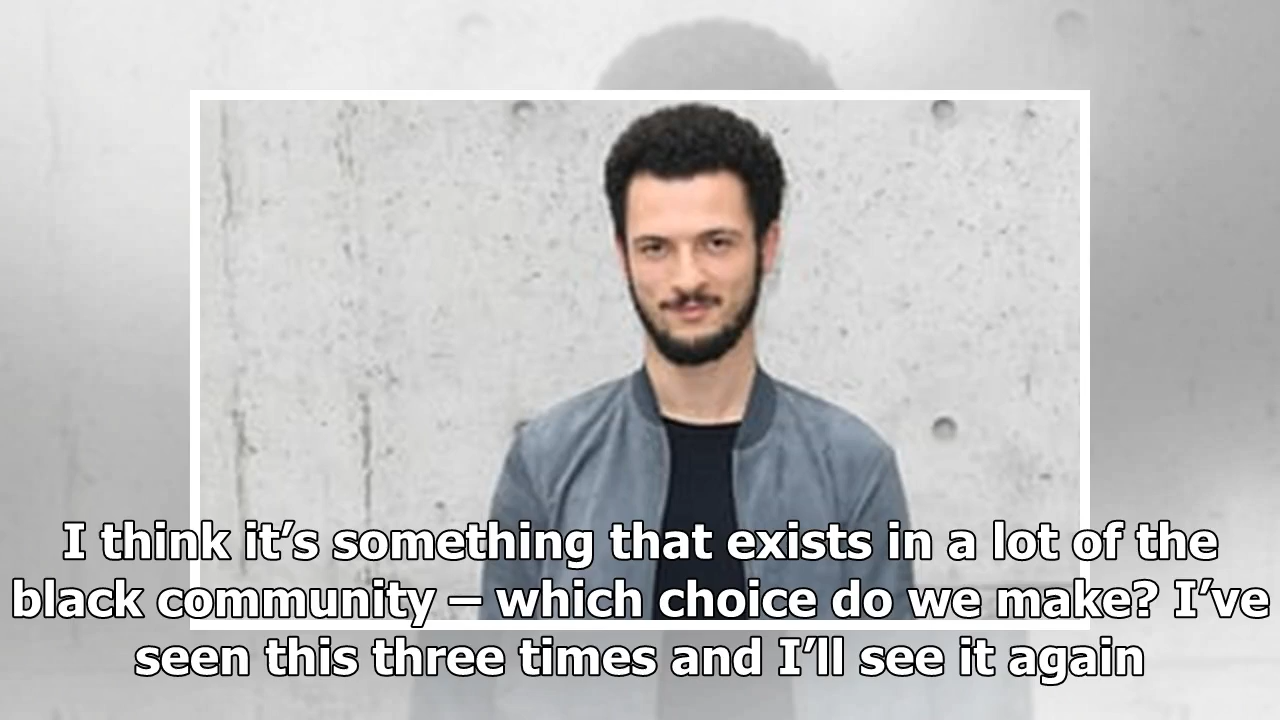 I think it’s something that exists in a lot of the
black community – which choice do we make? I’ve
seen this three times and I’ll see it again